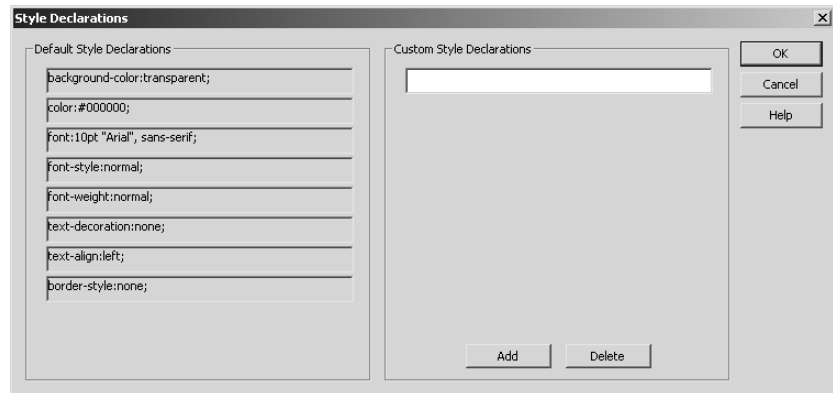 Style Declarations
Default Style Declarations
background-color:transparent;
color:#000000;
font:10pt "Arial", sans-serif;
font-style:normal;
font-weight:normal;
text-decoration:none;
text-align:left;
border-style:none;
Custom Style Declarations
Add
Delete
OK
Cancel
Help